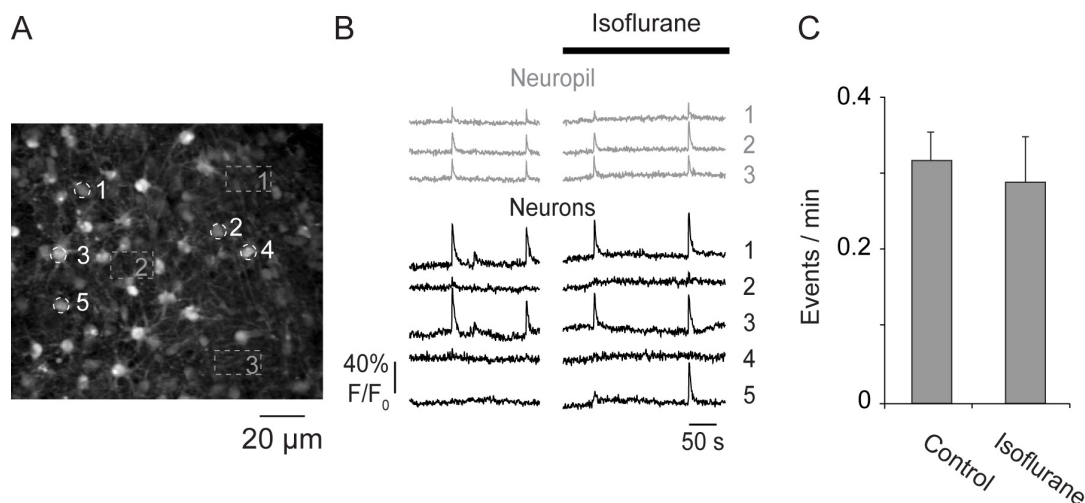 A
1
2
3
4
5
1
2
3
20 μm
B
Isoflurane
Neuropil
1
2
3
Neurons
1
2
3
4
5
40%
F/F₀
50 s
C
Events / min
0.4
0.2
0
Control
Isoflurane